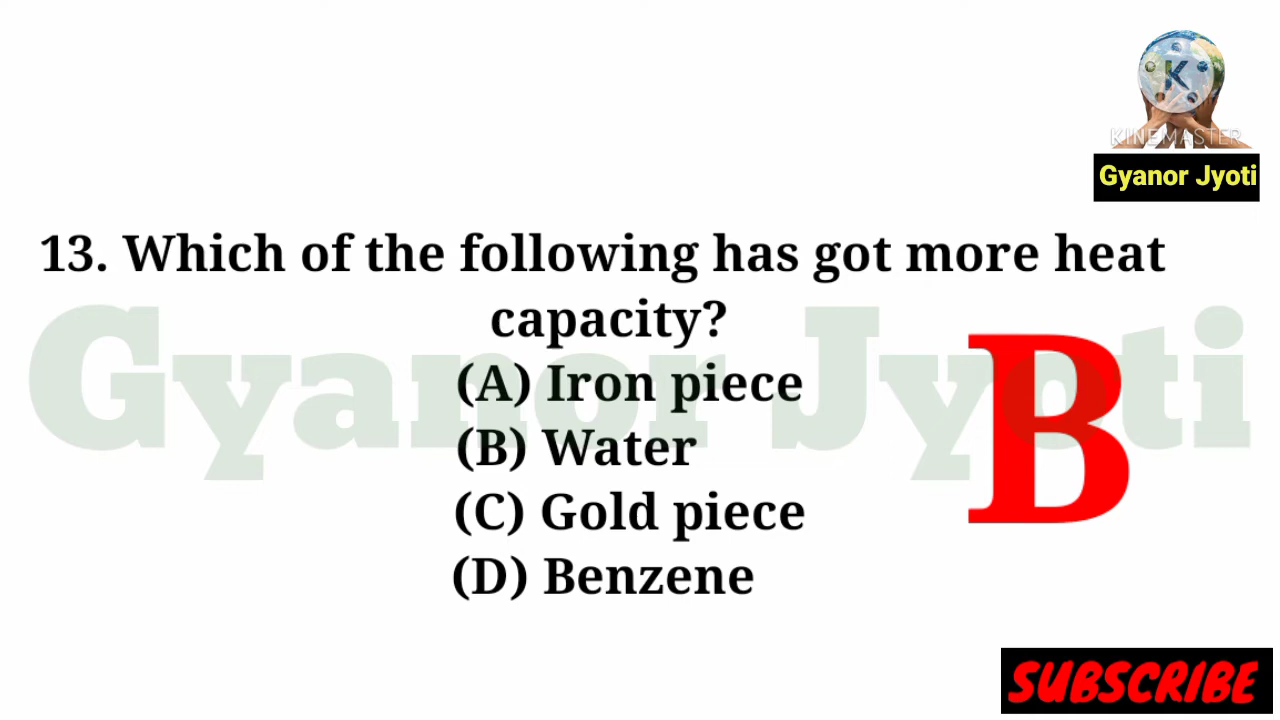 K
KINEMASTER
Gyanor Jyoti
13. Which of the following has got more heat
capacity?
Gyanor Jyoti
(A) Iron piece
(B) Water
(C) Gold piece
(D) Benzene
B
SUBSCRIBE